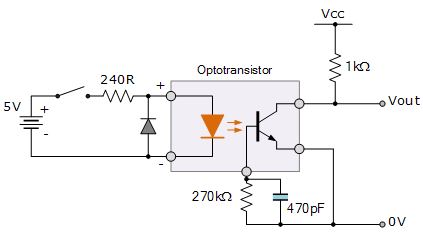 Vcc
Optotransistor
240R
1kΩ
5V
+
+
Vout
-
-
270kΩ
470pF
0V